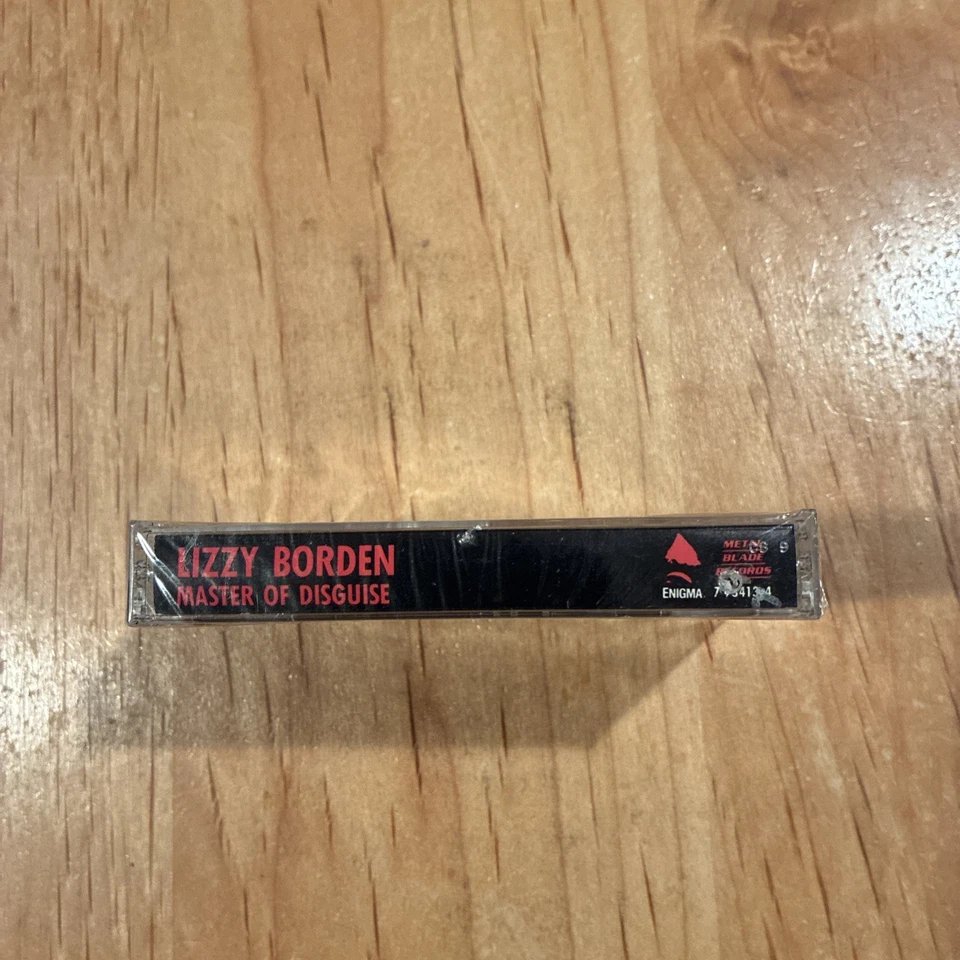 LIZZY BORDEN
MASTER OF DISGUISE
METAL
BLADE
RECORDS
ENIGMA